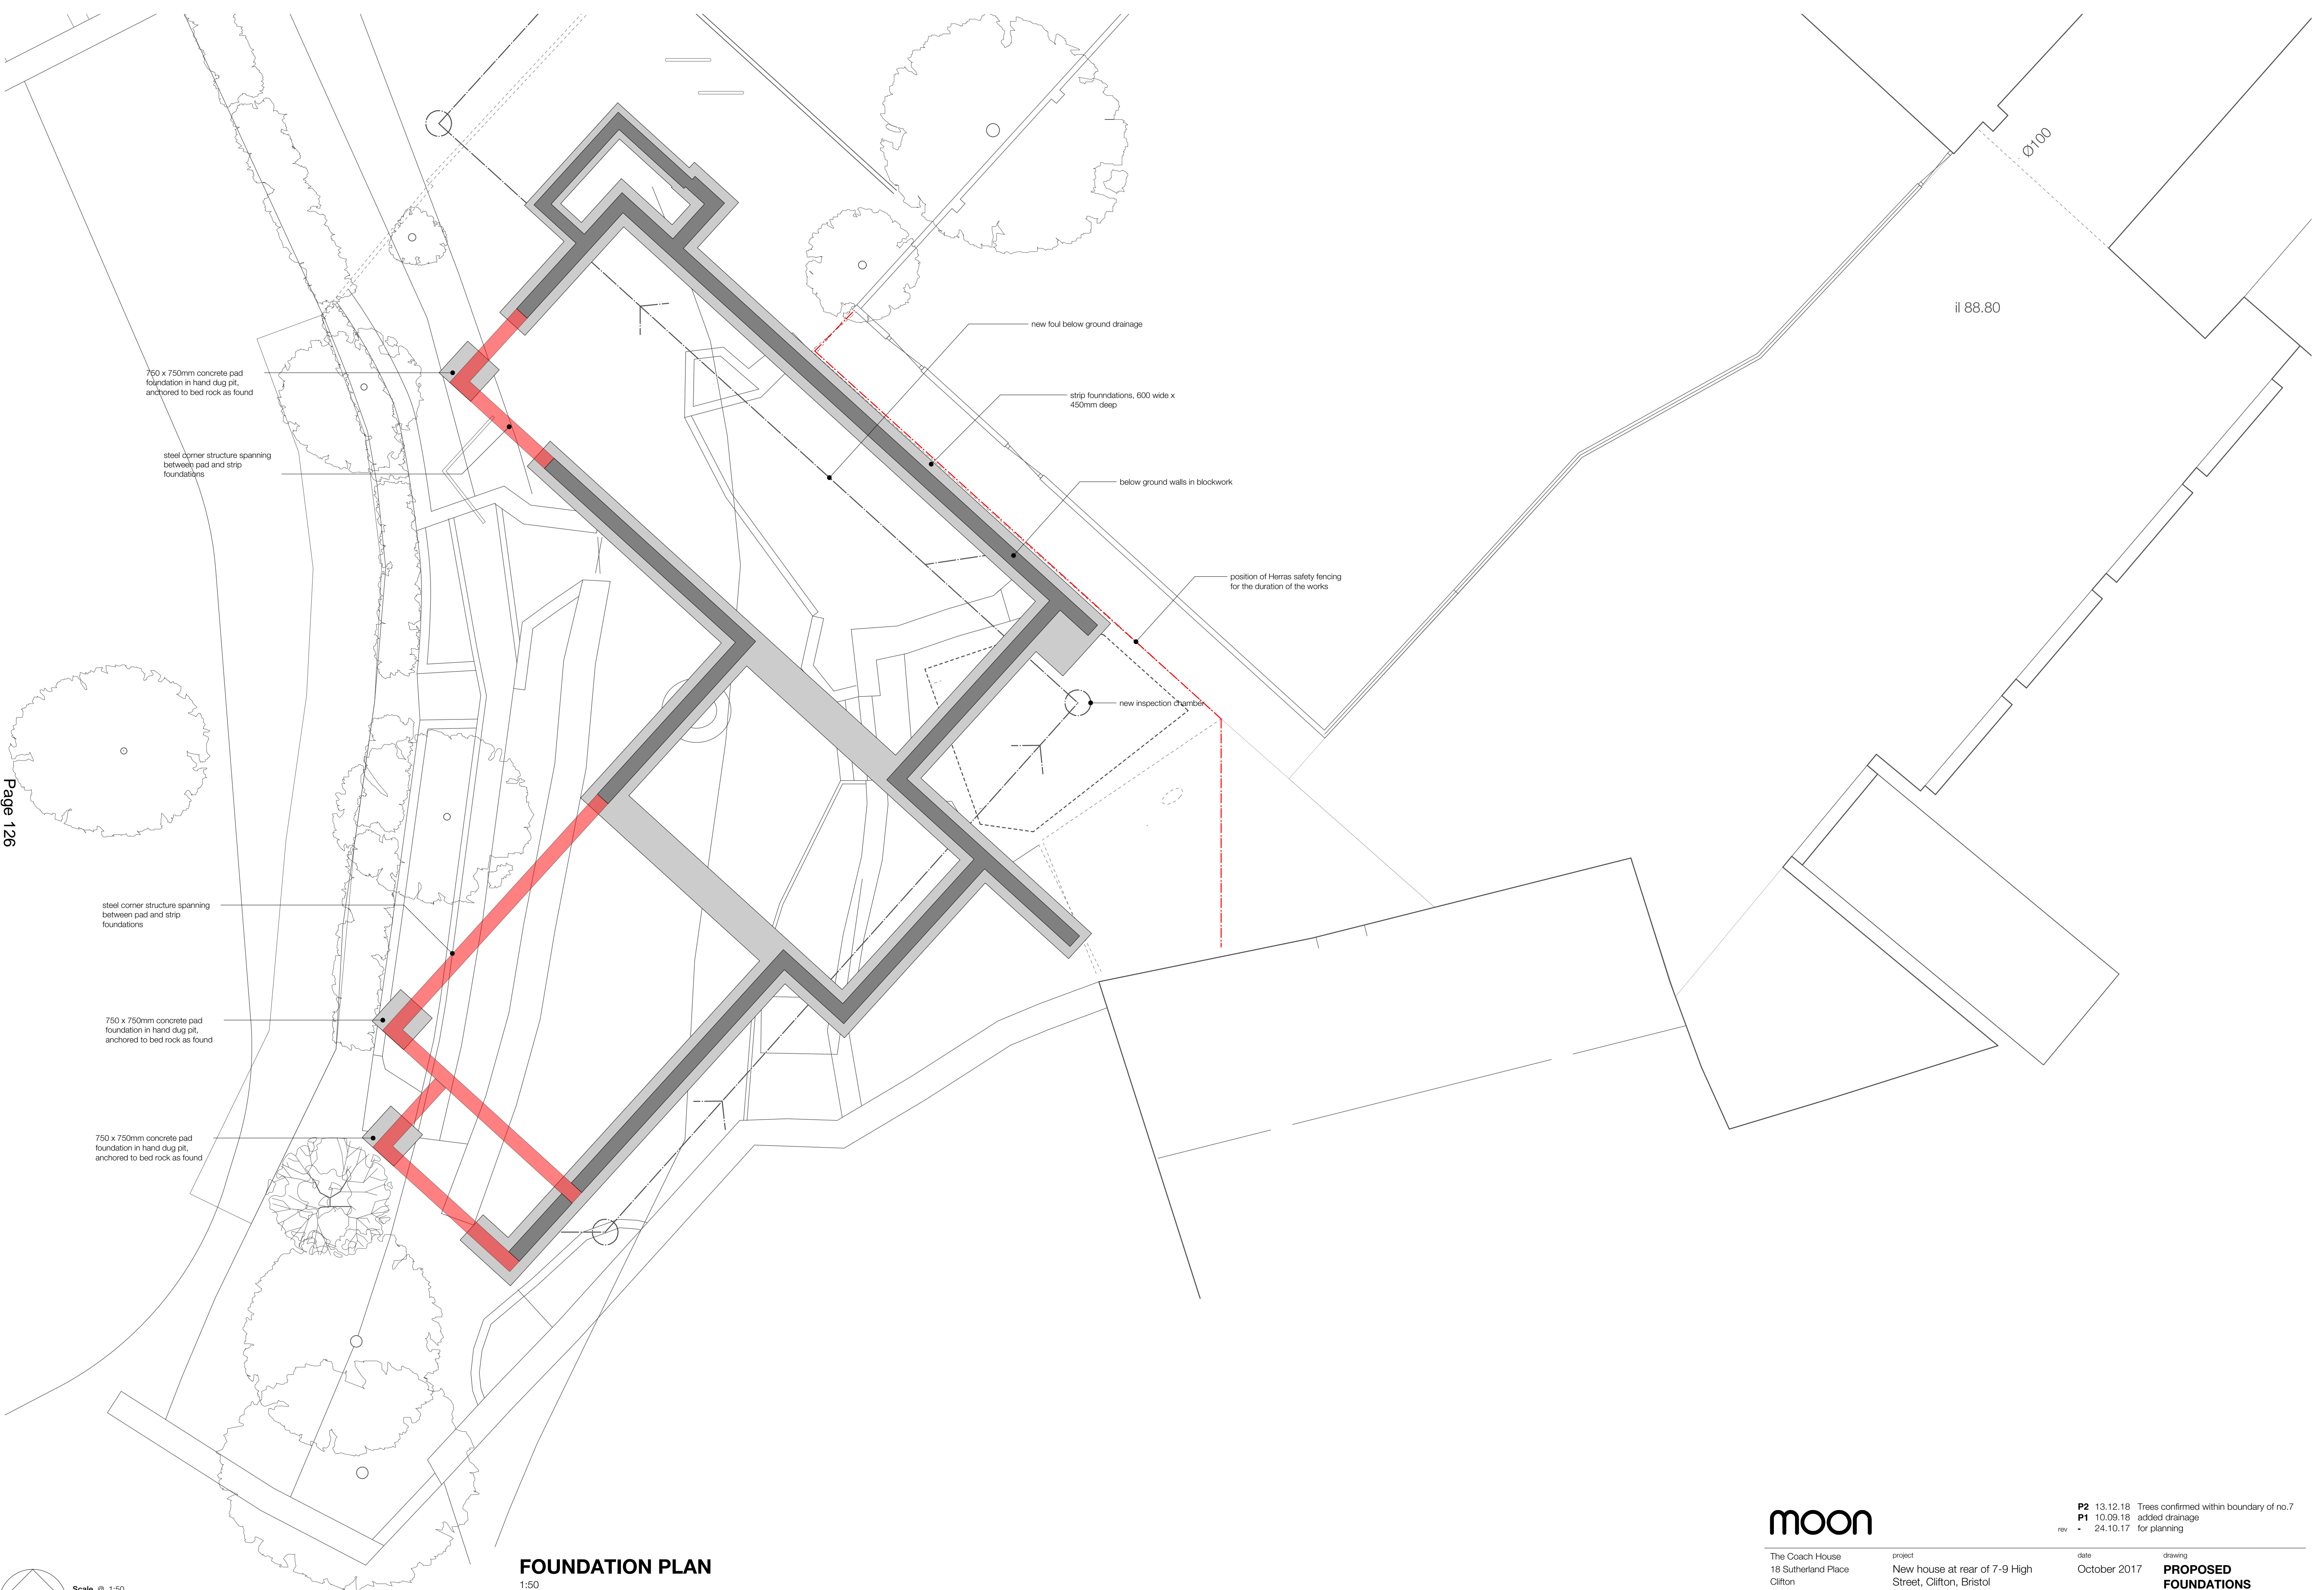 Ø100
il 88.80
new foul below ground drainage
750 x 750mm concrete pad
foundation in hand dug pit,
anchored to bed rock as found
strip founndations, 600 wide x
450mm deep
steel corner structure spanning
between pad and strip
foundations
below ground walls in blockwork
position of Herras safety fencing
for the duration of the works
new inspection chamber
Page 126
steel corner structure spanning
between pad and strip
foundations
750 x 750mm concrete pad
foundation in hand dug pit,
anchored to bed rock as found
750 x 750mm concrete pad
foundation in hand dug pit,
anchored to bed rock as found
FOUNDATION PLAN
1:50
Scale @ 1:50
moon
P2 13.12.18 Trees confirmed within boundary of no.7
P1 10.09.18 added drainage
rev - 24.10.17 for planning
The Coach House
18 Sutherland Place
Clifton
project
New house at rear of 7-9 High
Street, Clifton, Bristol
date
October 2017
drawing
PROPOSED
FOUNDATIONS